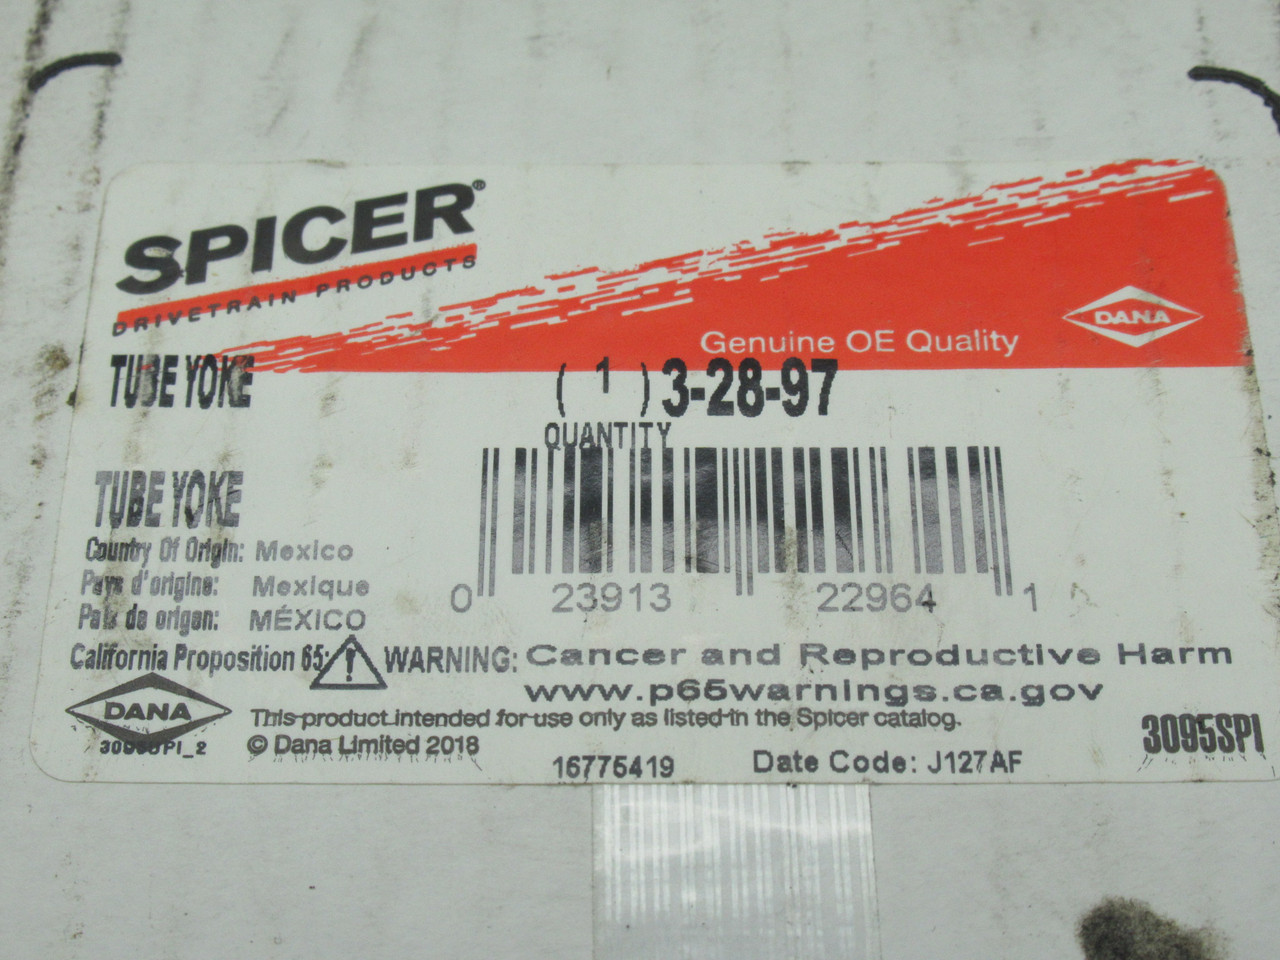 SPICER®
DRIVETRAIN PRODUCTS
Genuine OE Quality
DANA
TUBE YOKE
( 1 ) 3-28-97
QUANTITY
TUBE YOKE
Country Of Origin: Mexico
Pays d'origine: Mexique
País de origen: MÉXICO
0 23913 22964 1
California Proposition 65: WARNING: Cancer and Reproductive Harm
www.p65warnings.ca.gov
DANA
This product intended for use only as listed in the Spicer catalog.
3095SPI_2
© Dana Limited 2018
3095SPI
16775419
Date Code: J127AF